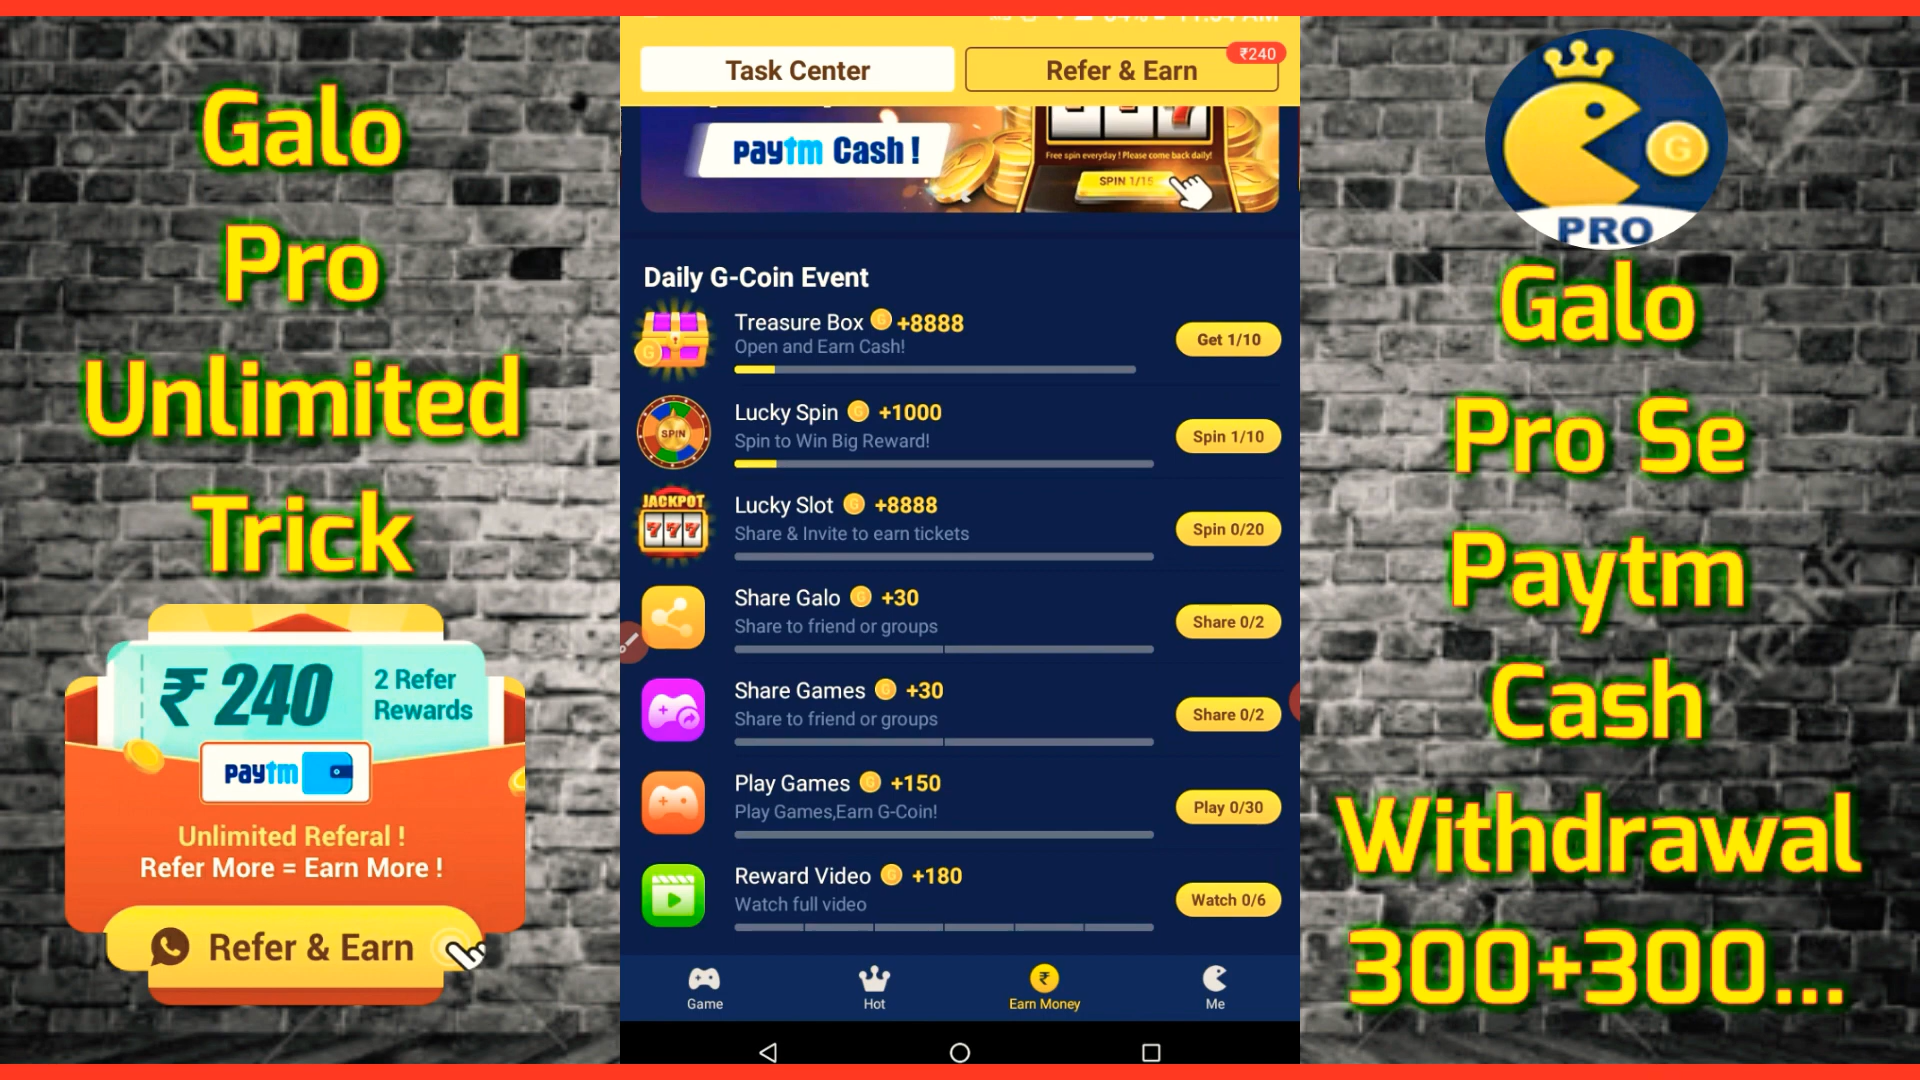 Galo
Pro
Unlimited
Trick
₹ 240
2 Refer
Rewards
paytm
Unlimited Referal !
Refer More = Earn More !
Refer & Earn
Task Center
Refer & Earn
₹240
paytm Cash !
Free spin everyday ! Please come back daily!
SPIN 1/15
Daily G-Coin Event
Treasure Box G +8888
Open and Earn Cash!
Get 1/10
SPIN
Lucky Spin G +1000
Spin to Win Big Reward!
Spin 1/10
JACKPOT
777
Lucky Slot G +8888
Share & Invite to earn tickets
Spin 0/20
Share Galo G +30
Share to friend or groups
Share 0/2
Share Games G +30
Share to friend or groups
Share 0/2
Play Games G +150
Play Games,Earn G-Coin!
Play 0/30
Reward Video G +180
Watch full video
Watch 0/6
Game
Hot
₹
Earn Money
Me
G
PRO
Galo
Pro Se
Paytm
Cash
Withdrawal
300+300...